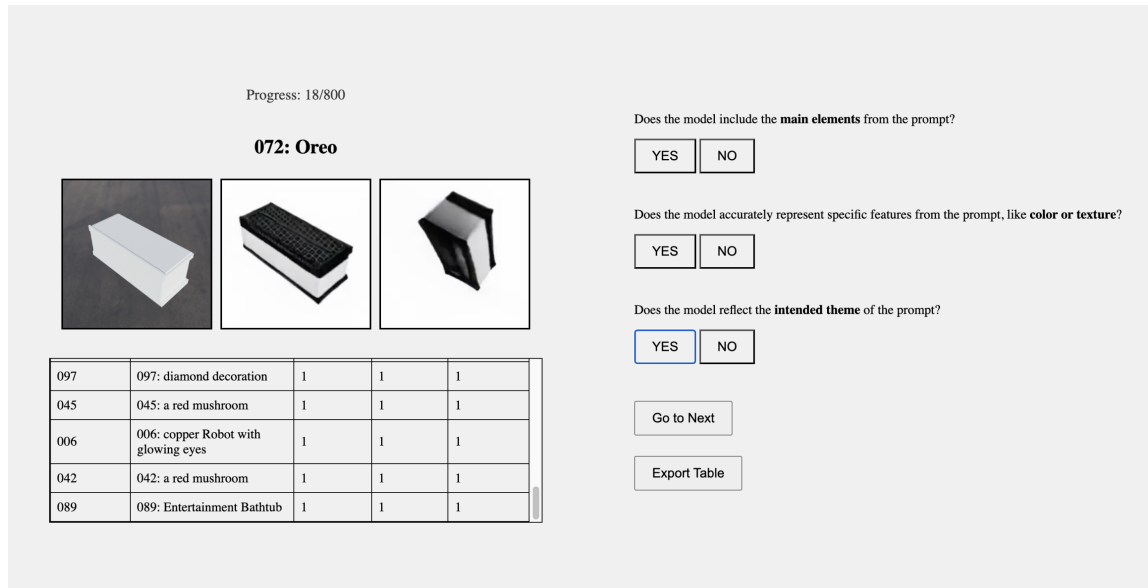 Progress: 18/800
072: Oreo
097 097: diamond decoration 1 1 1
045 045: a red mushroom 1 1 1
006 006: copper Robot with glowing eyes 1 1 1
042 042: a red mushroom 1 1 1
089 089: Entertainment Bathtub 1 1 1
Does the model include the main elements from the prompt?
YES NO
Does the model accurately represent specific features from the prompt, like color or texture?
YES NO
Does the model reflect the intended theme of the prompt?
YES NO
Go to Next
Export Table